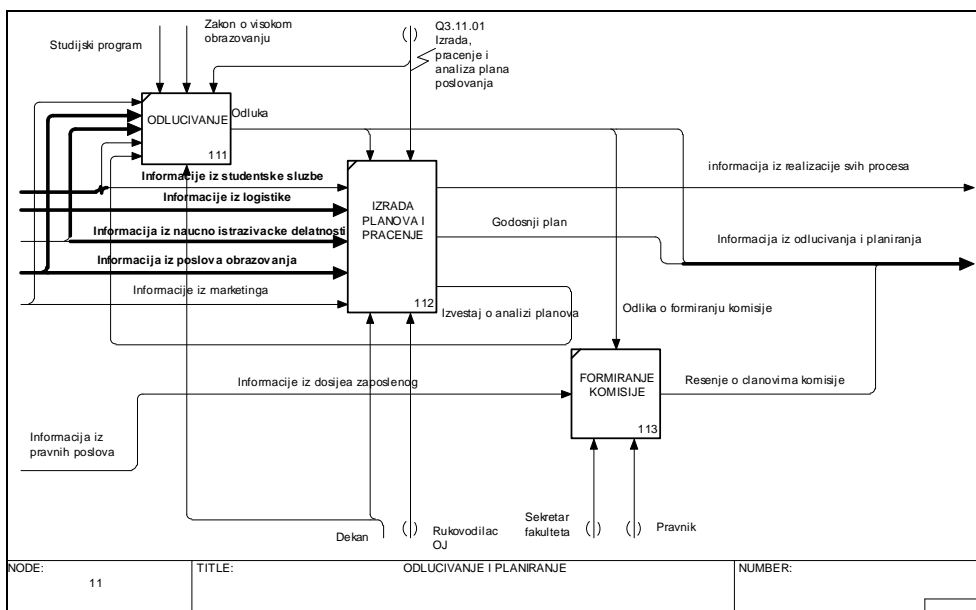 Studijski program
Zakon o visokom
obrazovanju
Q3.11.01
Izrada,
pracenje i
analiza plana
poslovanja
ODLUCIVANJE
111
Odluka
Informacije iz studentske sluzbe
Informacije iz logistike
Informacija iz naucno istrazivacke delatnosti
Informacija iz poslova obrazovanja
Informacije iz marketinga
IZRADA
PLANOVA I
PRACENJE
112
informacija iz realizacije svih procesa
Godosnji plan
Informacija iz odlucivanja i planiranja
Izvestaj o analizi planova
Odlika o formiranju komisije
Informacije iz dosijea zaposlenog
FORMIRANJE
KOMISIJE
113
Resenje o clanovima komisije
Informacija iz
pravnih poslova
Dekan
Rukovodilac
OJ
Sekretar
fakulteta
Pravnik
NODE:
11
TITLE:
ODLUCIVANJE I PLANIRANJE
NUMBER: